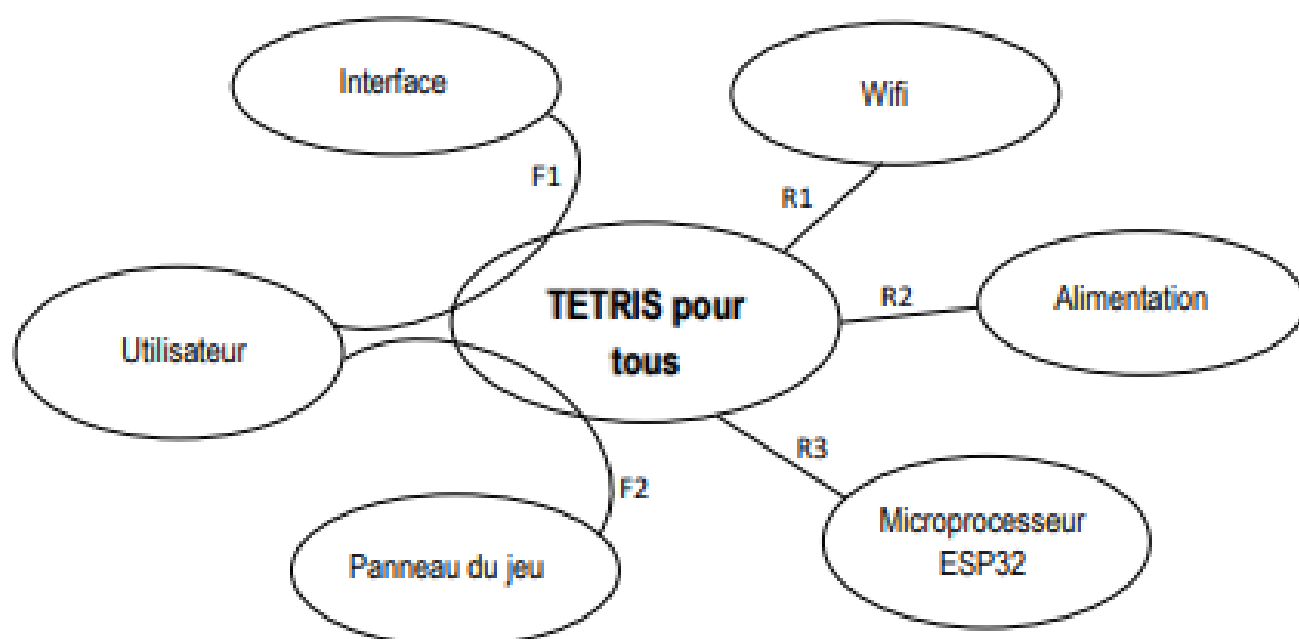 Interface
Wifi
F1
R1
TETRIS pour
tous
R2
Alimentation
Utilisateur
R3
F2
Microprocesseur
ESP32
Panneau du jeu